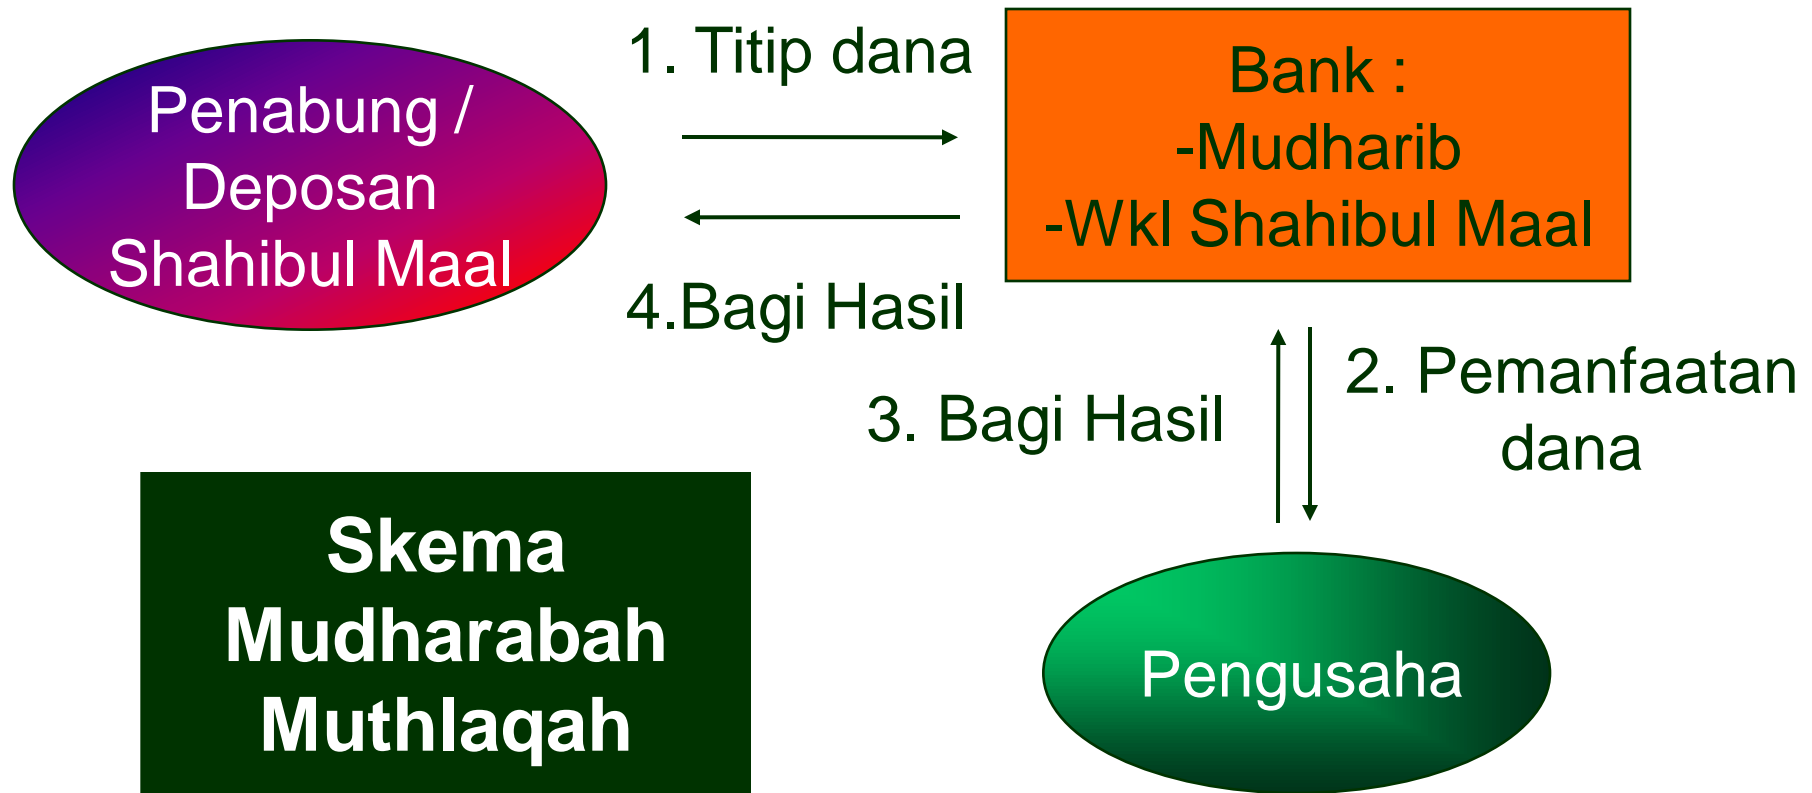 Penabung /
Deposan
Shahibul Maal
1. Titip dana
4.Bagi Hasil
Bank :
-Mudharib
-Wkl Shahibul Maal
3. Bagi Hasil
2. Pemanfaatan
dana
Pengusaha
Skema
Mudharabah
Muthlaqah